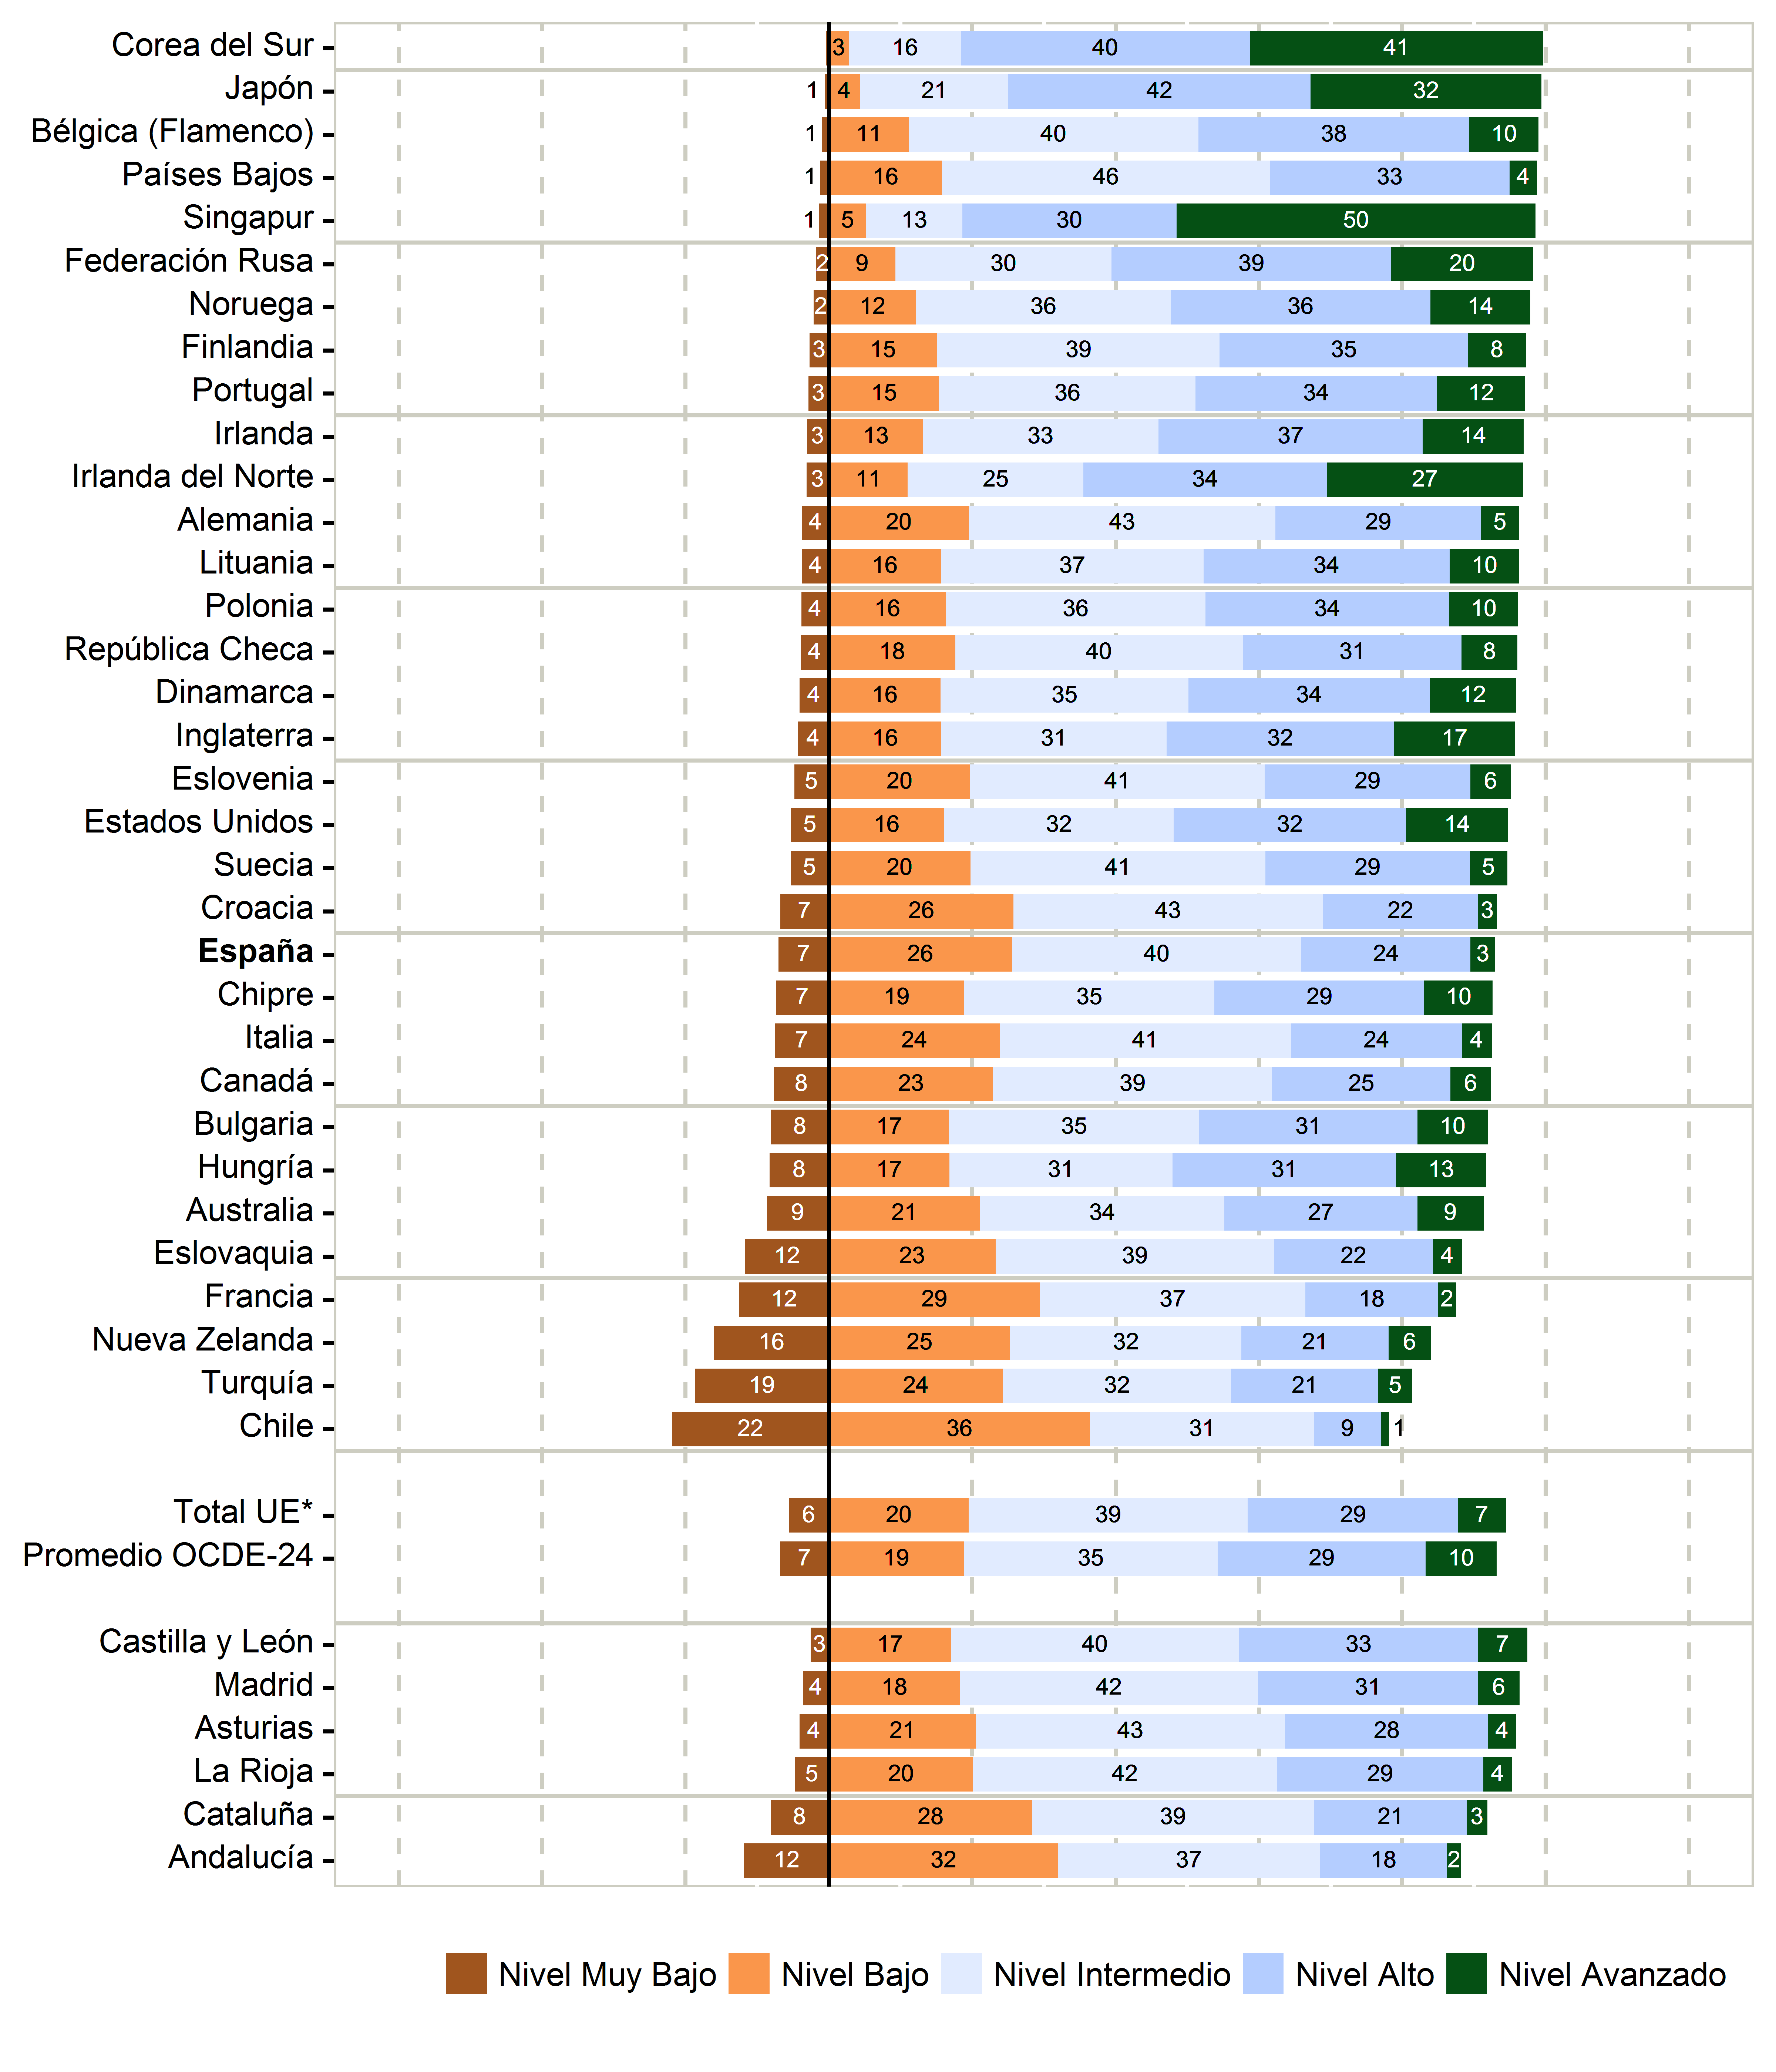 Corea del Sur 3 16 40 41
Japón 1 4 21 42 32
Bélgica (Flamenco) 1 11 40 38 10
Países Bajos 1 16 46 33 4
Singapur 1 5 13 30 50
Federación Rusa 2 9 30 39 20
Noruega 2 12 36 36 14
Finlandia 3 15 39 35 8
Portugal 3 15 36 34 12
Irlanda 3 13 33 37 14
Irlanda del Norte 3 11 25 34 27
Alemania 4 20 43 29 5
Lituania 4 16 37 34 10
Polonia 4 16 36 34 10
República Checa 4 18 40 31 8
Dinamarca 4 16 35 34 12
Inglaterra 4 16 31 32 17
Eslovenia 5 20 41 29 6
Estados Unidos 5 16 32 32 14
Suecia 5 20 41 29 5
Croacia 7 26 43 22 3
España 7 26 40 24 3
Chipre 7 19 35 29 10
Italia 7 24 41 24 4
Canadá 8 23 39 25 6
Bulgaria 8 17 35 31 10
Hungría 8 17 31 31 13
Australia 9 21 34 27 9
Eslovaquia 12 23 39 22 4
Francia 12 29 37 18 2
Nueva Zelanda 16 25 32 21 6
Turquía 19 24 32 21 5
Chile 22 36 31 9 1
Total UE* 6 20 39 29 7
Promedio OCDE-24 7 19 35 29 10
Castilla y León 3 17 40 33 7
Madrid 4 18 42 31 6
Asturias 4 21 43 28 4
La Rioja 5 20 42 29 4
Cataluña 8 28 39 21 3
Andalucía 12 32 37 18 2
Nivel Muy Bajo Nivel Bajo Nivel Intermedio Nivel Alto Nivel Avanzado